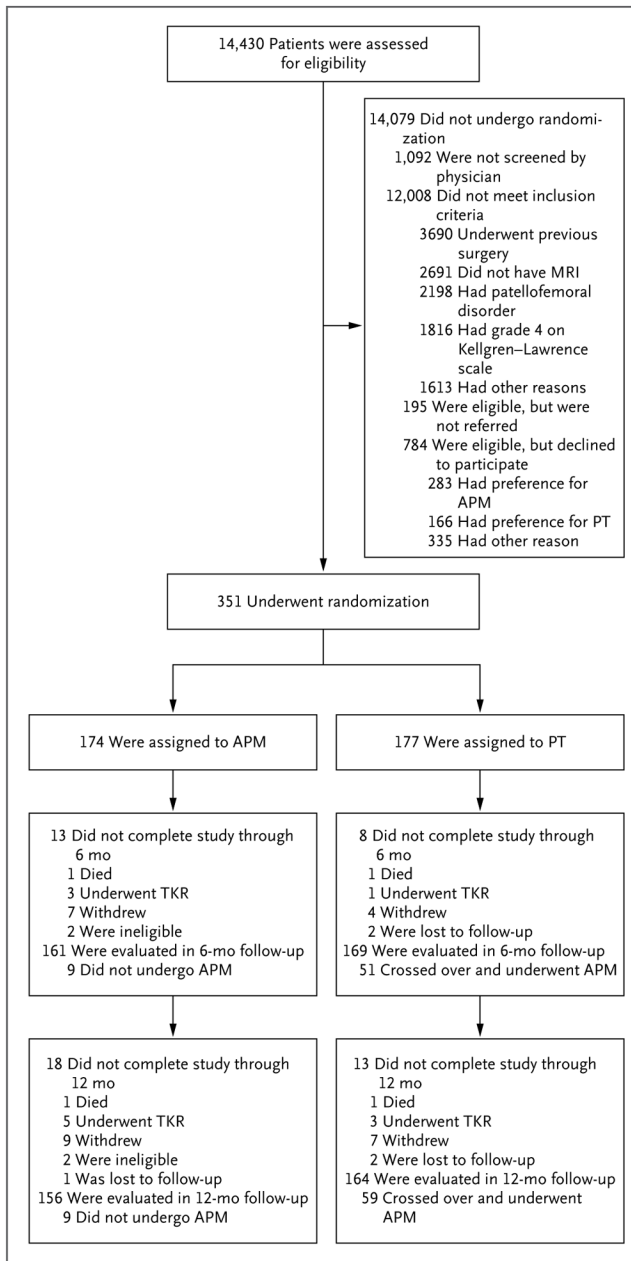 14,430 Patients were assessed
for eligibility
14,079 Did not undergo randomi-
zation
1,092 Were not screened by
physician
12,008 Did not meet inclusion
criteria
3690 Underwent previous
surgery
2691 Did not have MRI
2198 Had patellofemoral
disorder
1816 Had grade 4 on
Kellgren–Lawrence
scale
1613 Had other reasons
195 Were eligible, but were
not referred
784 Were eligible, but declined
to participate
283 Had preference for
APM
166 Had preference for PT
335 Had other reason
351 Underwent randomization
174 Were assigned to APM
177 Were assigned to PT
13 Did not complete study through
6 mo
1 Died
3 Underwent TKR
7 Withdrew
2 Were ineligible
161 Were evaluated in 6-mo follow-up
9 Did not undergo APM
8 Did not complete study through
6 mo
1 Died
1 Underwent TKR
4 Withdrew
2 Were lost to follow-up
169 Were evaluated in 6-mo follow-up
51 Crossed over and underwent APM
18 Did not complete study through
12 mo
1 Died
5 Underwent TKR
9 Withdrew
2 Were ineligible
1 Was lost to follow-up
156 Were evaluated in 12-mo follow-up
9 Did not undergo APM
13 Did not complete study through
12 mo
1 Died
3 Underwent TKR
7 Withdrew
2 Were lost to follow-up
164 Were evaluated in 12-mo follow-up
59 Crossed over and underwent
APM